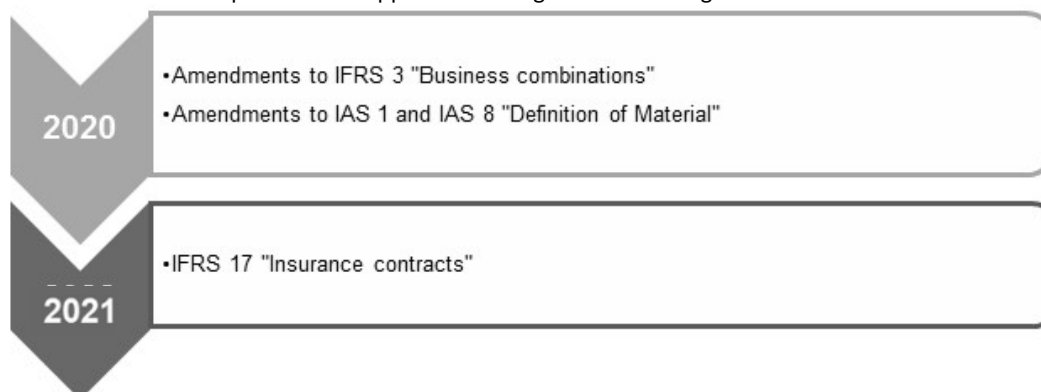 2020
•Amendments to IFRS 3 "Business combinations"
•Amendments to IAS 1 and IAS 8 "Definition of Material"
2021
•IFRS 17 "Insurance contracts"